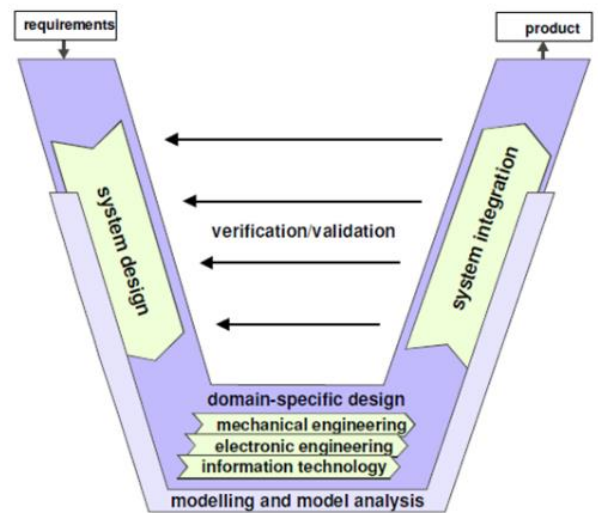 requirements
product
system design
system integration
verification/validation
domain-specific design
mechanical engineering
electronic engineering
information technology
modelling and model analysis